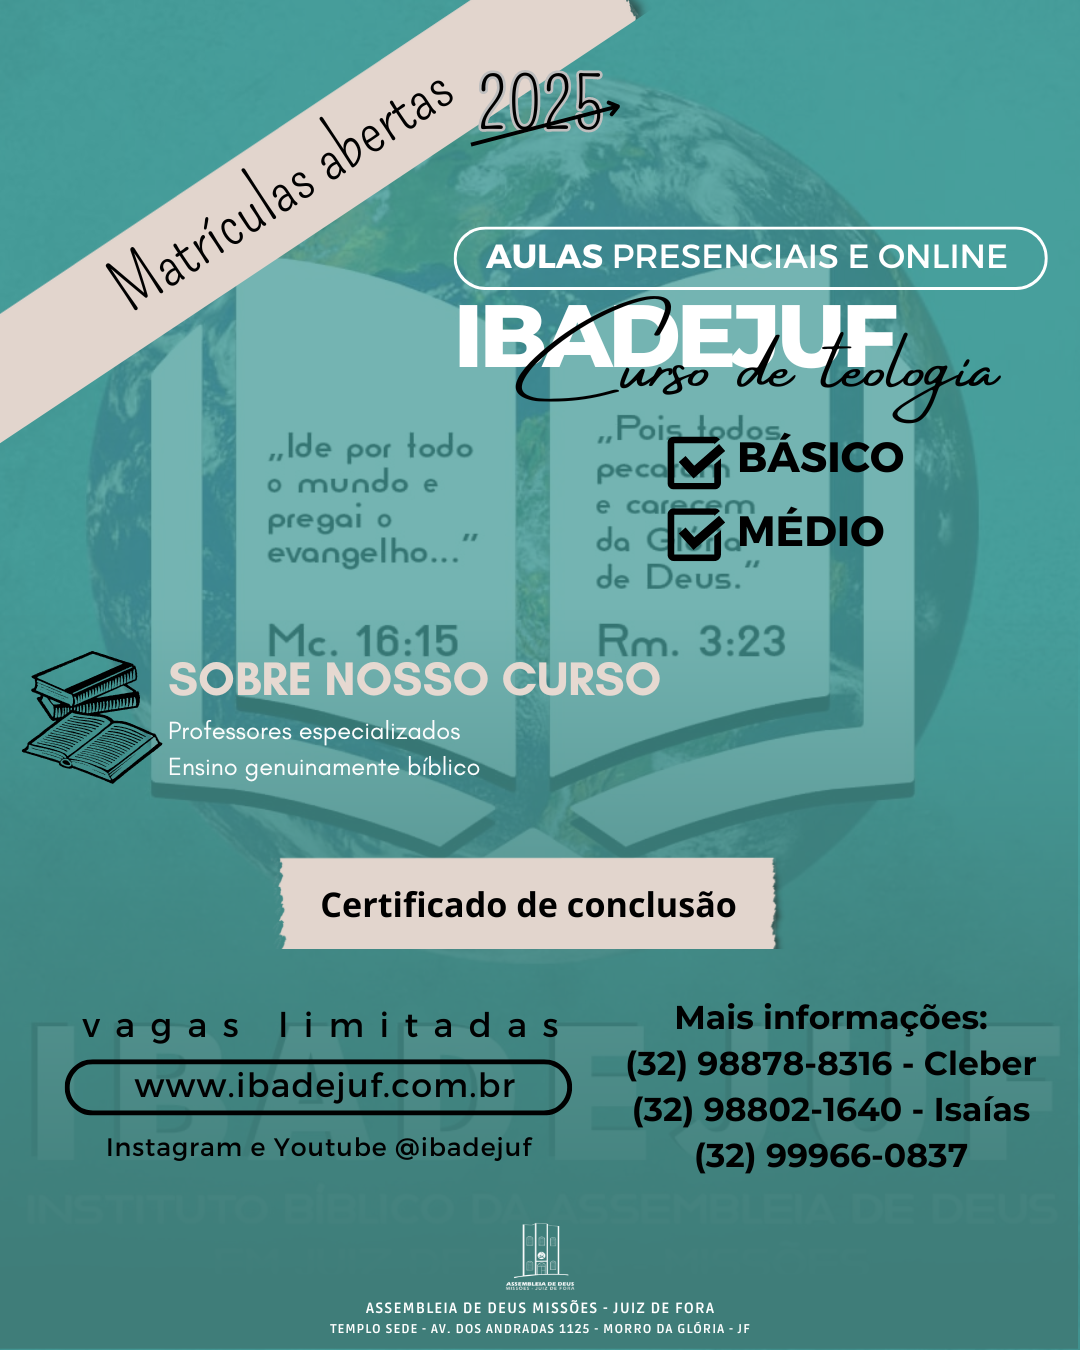 Matrículas abertas
2025
AULAS PRESENCIAIS E ONLINE
IBADEJUF
Curso de teologia
BÁSICO
MÉDIO
„Ide por todo
o mundo e
pregai o
evangelho...”
Mc. 16:15
„Pois todos
pecaram
e carecem
da Glória
de Deus.”
Rm. 3:23
SOBRE NOSSO CURSO
Professores especializados
Ensino genuinamente bíblico
Certificado de conclusão
vagas limitadas
www.ibadejuf.com.br
Instagram e Youtube @ibadejuf
Mais informações:
(32) 98878-8316 - Cleber
(32) 98802-1640 - Isaías
(32) 99966-0837
IBADEJUF
INSTITUTO BÍBLICO DA ASSEMBLEIA DE DEUS
ASSEMBLEIA DE DEUS
MISSÕES - JUIZ DE FORA
ASSEMBLEIA DE DEUS MISSÕES - JUIZ DE FORA
TEMPLO SEDE - AV. DOS ANDRADAS 1125 - MORRO DA GLÓRIA - JF